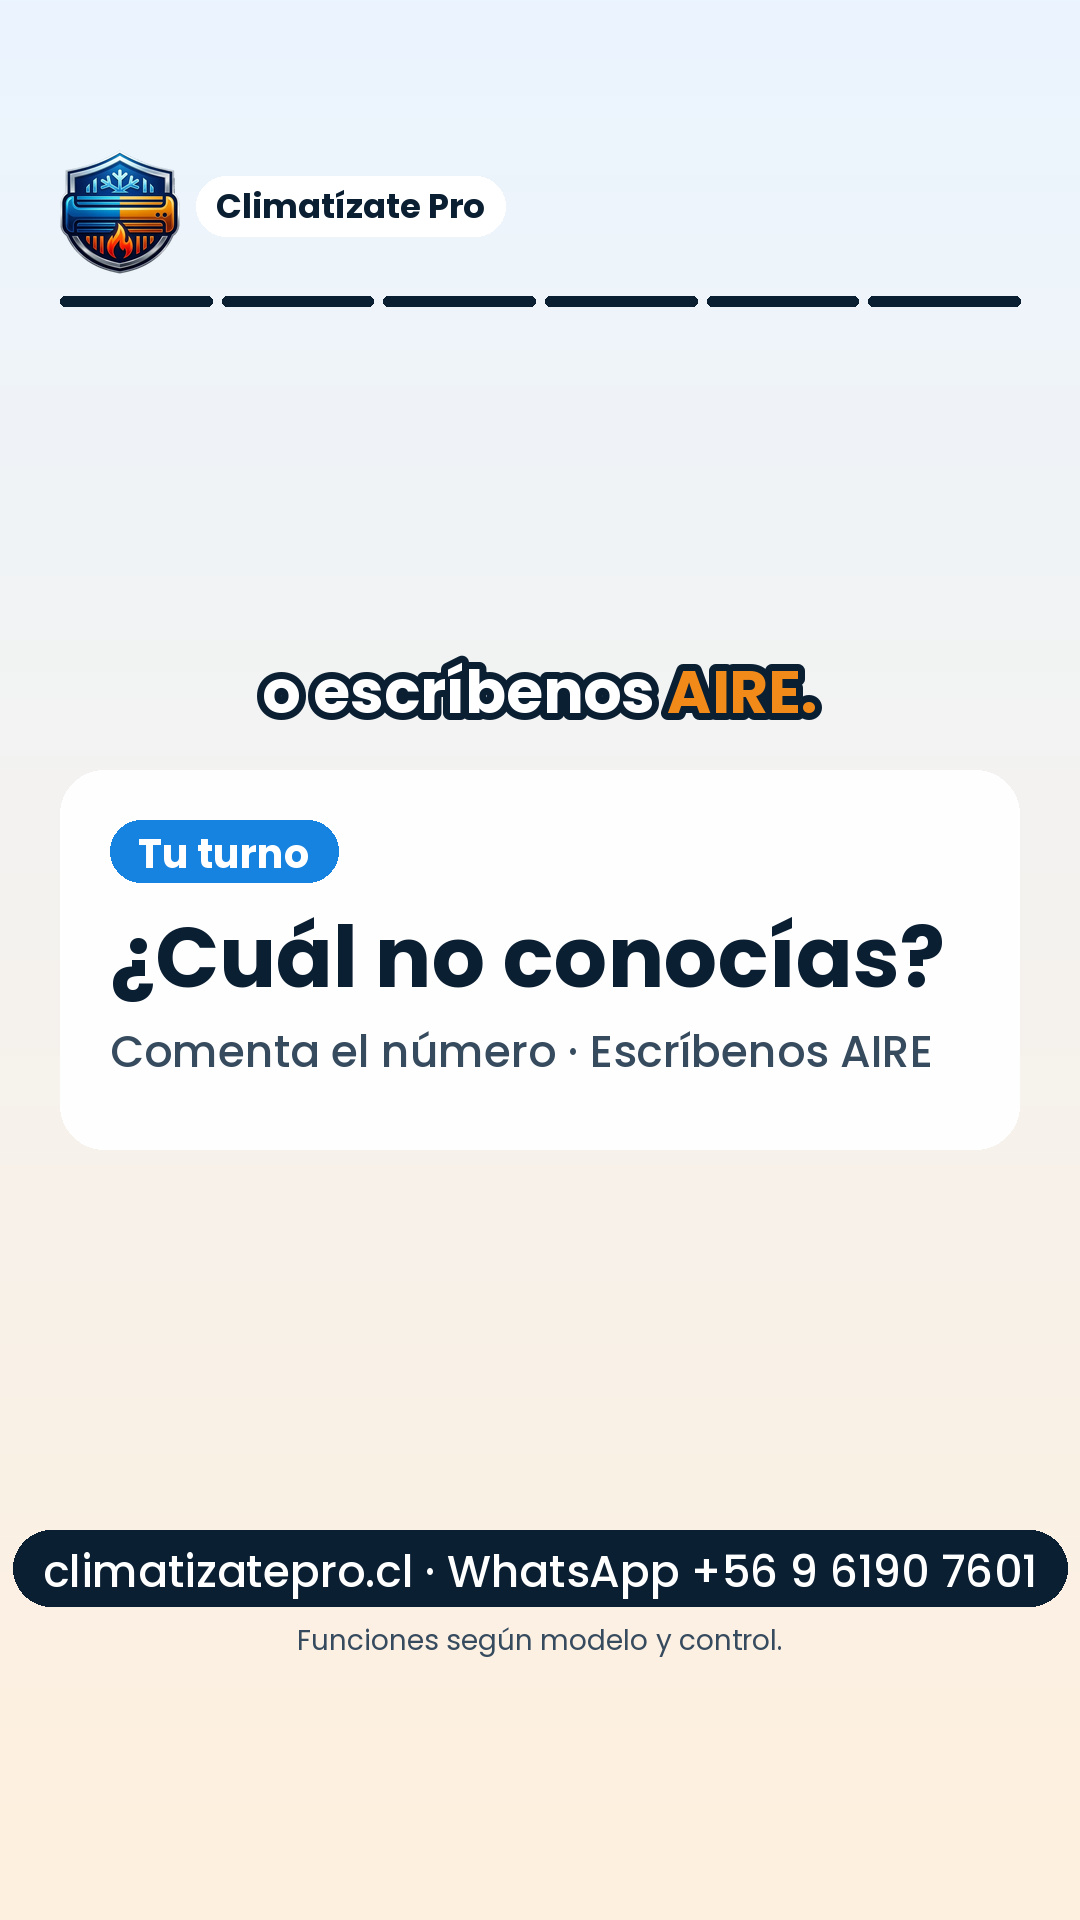 Climatízate Pro
o escríbenos AIRE.
Tu turno
¿Cuál no conocías?
Comenta el número · Escríbenos AIRE
climatizatepro.cl · WhatsApp +56 9 6190 7601
Funciones según modelo y control.